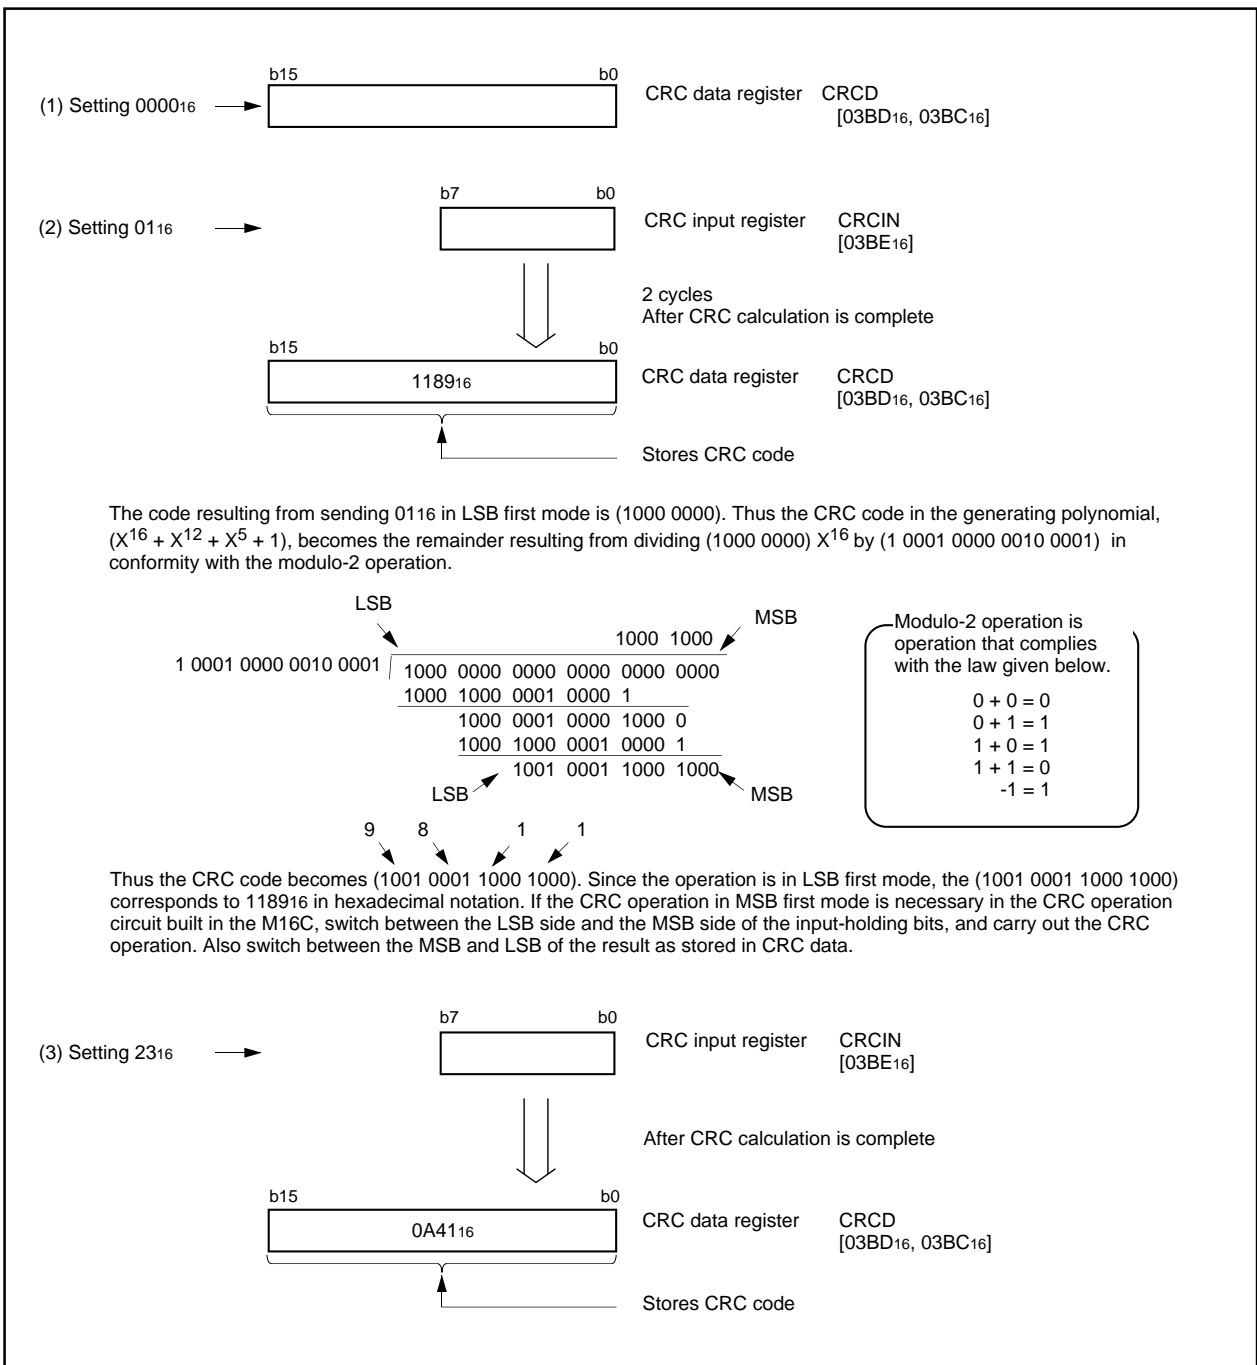 b15 b0
(1) Setting 0000₁₆
CRC data register CRCD
[03BD₁₆, 03BC₁₆]
b7 b0
(2) Setting 01₁₆
CRC input register CRCIN
[03BE₁₆]
2 cycles
After CRC calculation is complete
b15 b0
1189₁₆
CRC data register CRCD
[03BD₁₆, 03BC₁₆]
Stores CRC code
The code resulting from sending 01₁₆ in LSB first mode is (1000 0000). Thus the CRC code in the generating polynomial,
(X¹⁶ + X¹² + X⁵ + 1), becomes the remainder resulting from dividing (1000 0000) X¹⁶ by (1 0001 0000 0010 0001) in
conformity with the modulo-2 operation.
LSB
MSB
1000 1000
1 0001 0000 0010 0001
1000 0000 0000 0000 0000 0000
1000 1000 0001 0000 1
1000 0001 0000 1000 0
1000 1000 0001 0000 1
1001 0001 1000 1000
LSB MSB
Modulo-2 operation is
operation that complies
with the law given below.
0 + 0 = 0
0 + 1 = 1
1 + 0 = 1
1 + 1 = 0
-1 = 1
9 8 1 1
Thus the CRC code becomes (1001 0001 1000 1000). Since the operation is in LSB first mode, the (1001 0001 1000 1000)
corresponds to 1189₁₆ in hexadecimal notation. If the CRC operation in MSB first mode is necessary in the CRC operation
circuit built in the M16C, switch between the LSB side and the MSB side of the input-holding bits, and carry out the CRC
operation. Also switch between the MSB and LSB of the result as stored in CRC data.
b7 b0
(3) Setting 23₁₆
CRC input register CRCIN
[03BE₁₆]
After CRC calculation is complete
b15 b0
0A41₁₆
CRC data register CRCD
[03BD₁₆, 03BC₁₆]
Stores CRC code